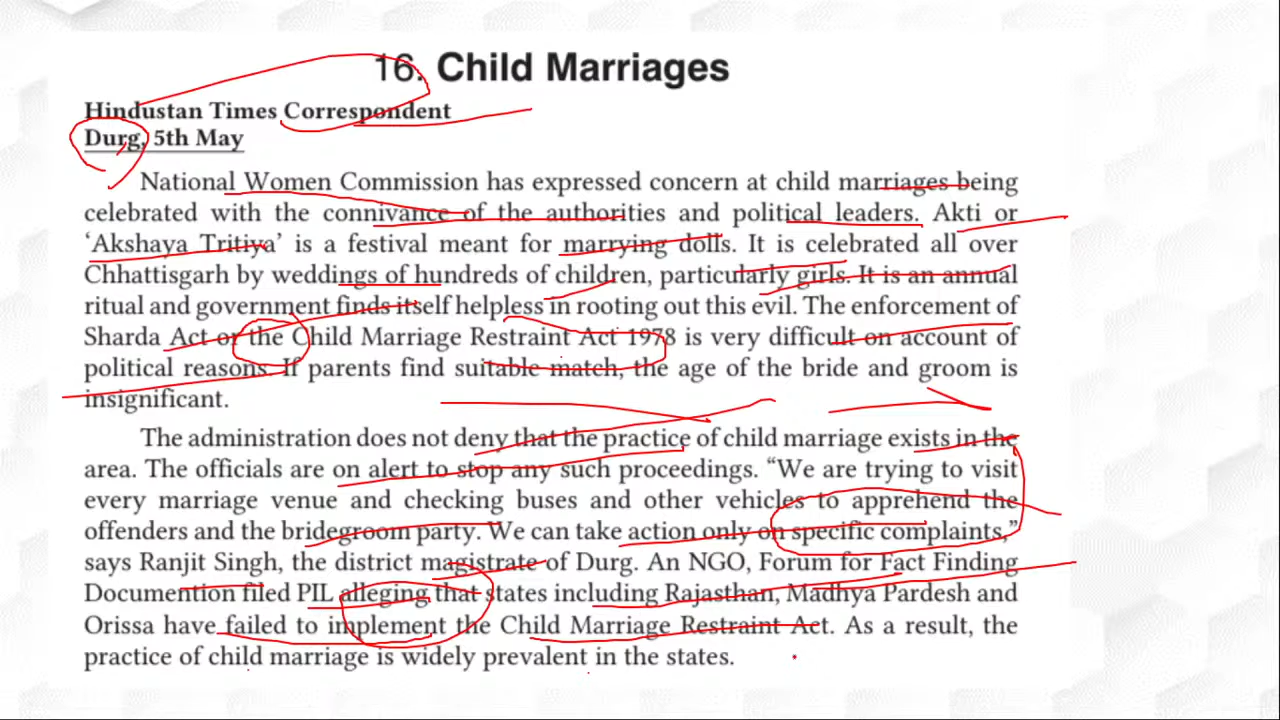 16. Child Marriages
Hindustan Times Correspondent
Durg, 5th May
National Women Commission has expressed concern at child marriages being
celebrated with the connivance of the authorities and political leaders. Akti or
‘Akshaya Tritiya’ is a festival meant for marrying dolls. It is celebrated all over
Chhattisgarh by weddings of hundreds of children, particularly girls. It is an annual
ritual and government finds itself helpless in rooting out this evil. The enforcement of
Sharda Act or the Child Marriage Restraint Act 1978 is very difficult on account of
political reasons. If parents find suitable match, the age of the bride and groom is
insignificant.
The administration does not deny that the practice of child marriage exists in the
area. The officials are on alert to stop any such proceedings. “We are trying to visit
every marriage venue and checking buses and other vehicles to apprehend the
offenders and the bridegroom party. We can take action only on specific complaints,”
says Ranjit Singh, the district magistrate of Durg. An NGO, Forum for Fact Finding
Documention filed PIL alleging that states including Rajasthan, Madhya Pardesh and
Orissa have failed to implement the Child Marriage Restraint Act. As a result, the
practice of child marriage is widely prevalent in the states.